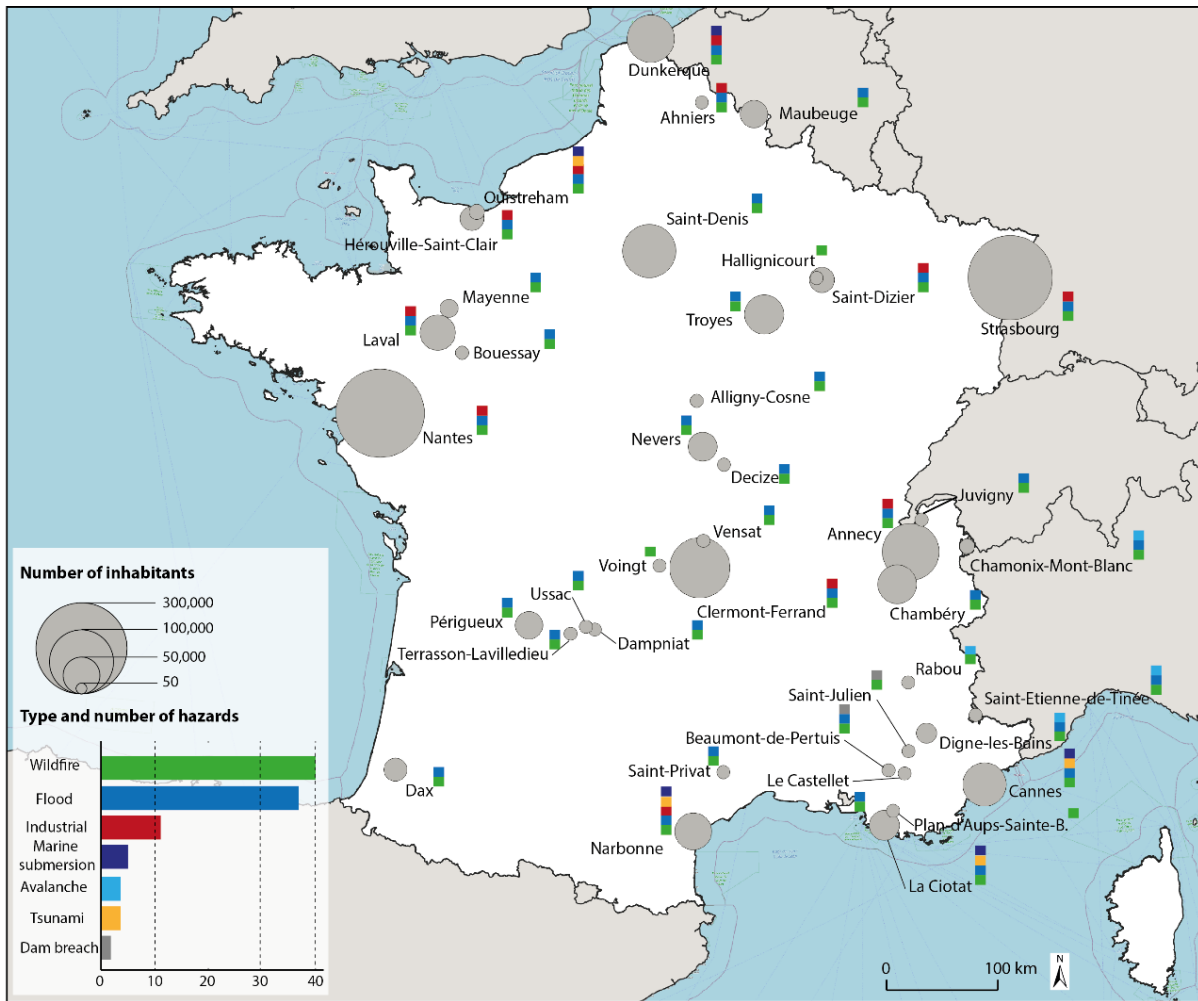 Dunkerque
Ahniers
Maubeuge
Ouistreham
Saint-Denis
Hérouville-Saint-Clair
Hallignicourt
Mayenne
Saint-Dizier
Troyes
Strasbourg
Laval
Bouessay
Alligny-Cosne
Nantes
Nevers
Decize
Juvigny
Vensat
Annecy
Voingt
Chamonix-Mont-Blanc
Ussac
Clermont-Ferrand
Chambéry
Périgueux
Terrasson-Lavilledieu
Dampniat
Rabou
Saint-Julien
Saint-Etienne-de-Tinée
Beaumont-de-Pertuis
Digne-les-Bains
Saint-Privat
Le Castellet
Dax
Cannes
Plan-d'Aups-Sainte-B.
Narbonne
La Ciotat
Number of inhabitants
300,000
100,000
50,000
50
Type and number of hazards
Wildfire
Flood
Industrial
Marine
submersion
Avalanche
Tsunami
Dam breach
0 10 20 30 40
N
0 100 km